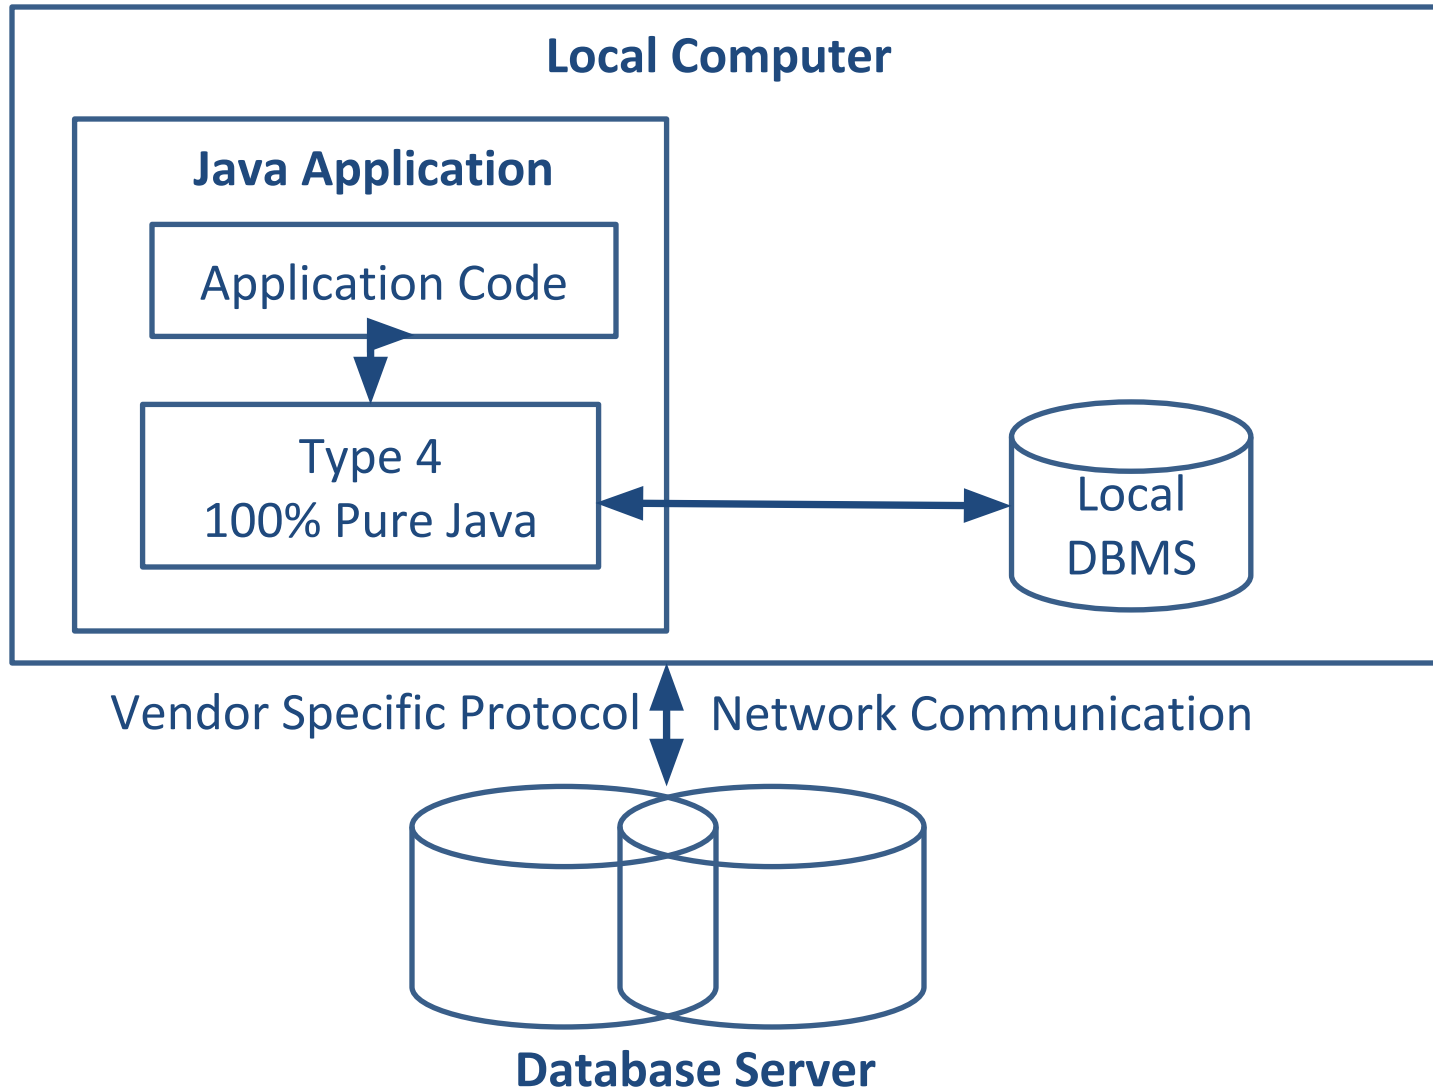 Local Computer
Java Application
Application Code
Type 4
100% Pure Java
Local
DBMS
Vendor Specific Protocol
Network Communication
Database Server